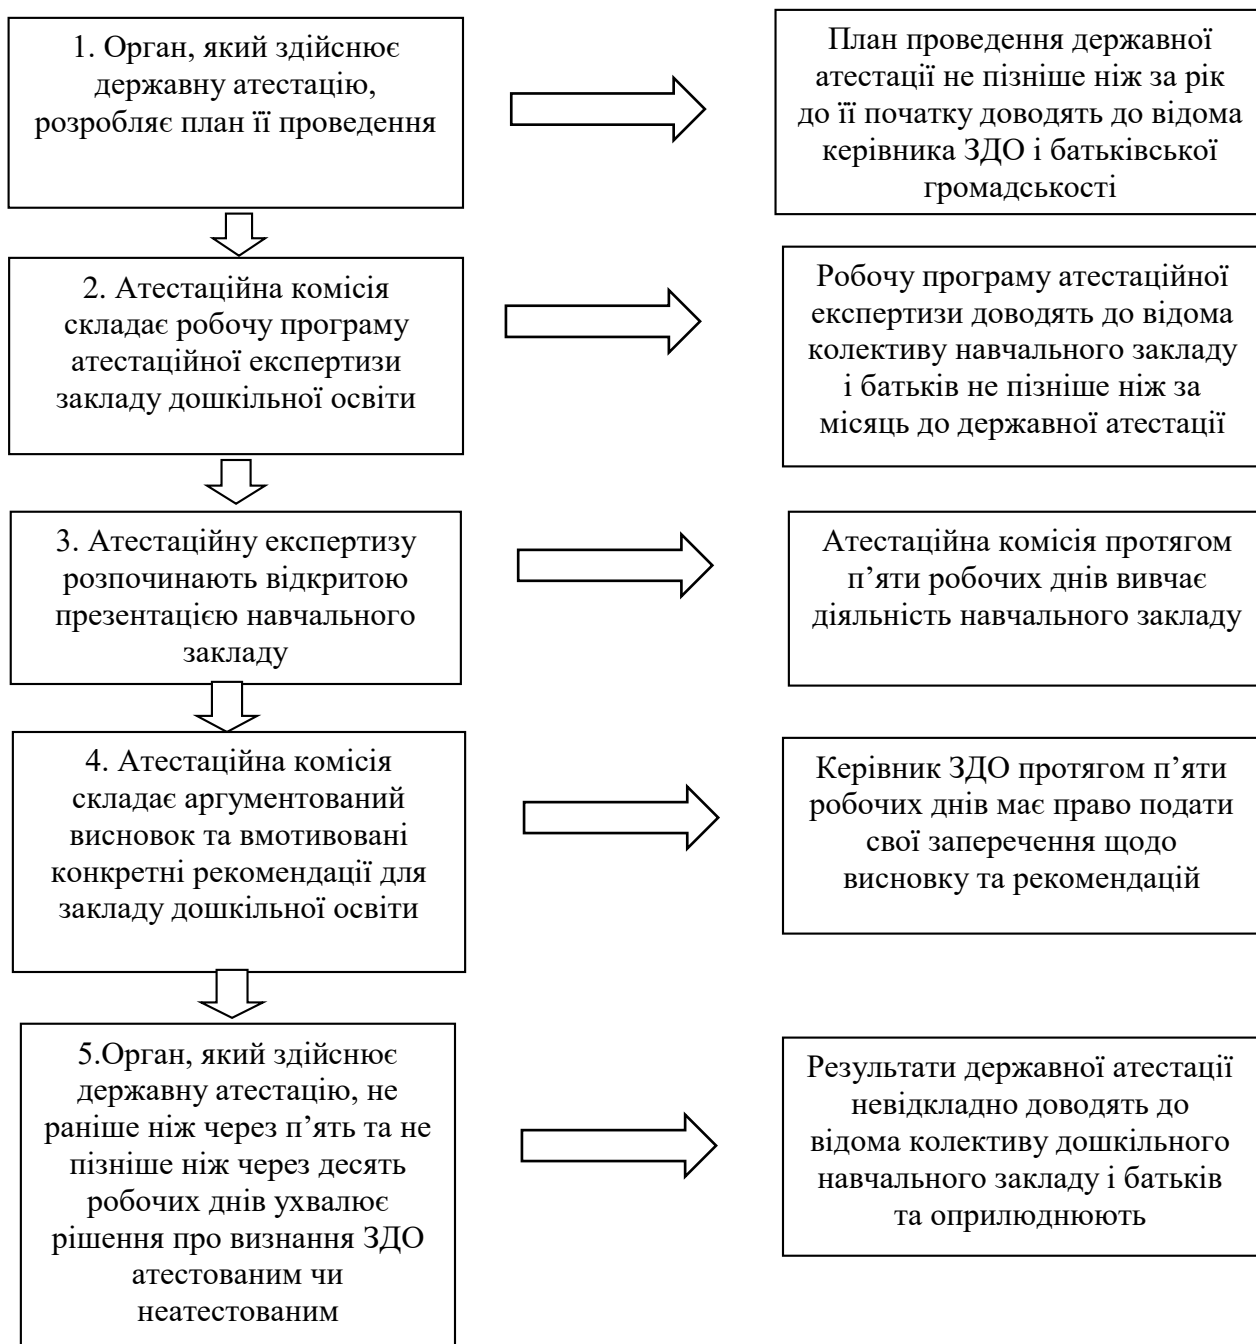 1. Орган, який здійснює
державну атестацію,
розробляє план її проведення
План проведення державної
атестації не пізніше ніж за рік
до її початку доводять до відома
керівника ЗДО і батьківської
громадськості
2. Атестаційна комісія
складає робочу програму
атестаційної експертизи
закладу дошкільної освіти
Робочу програму атестаційної
експертизи доводять до відома
колективу навчального закладу
і батьків не пізніше ніж за
місяць до державної атестації
3. Атестаційну експертизу
розпочинають відкритою
презентацією навчального
закладу
Атестаційна комісія протягом
п’яти робочих днів вивчає
діяльність навчального закладу
4. Атестаційна комісія
складає аргументований
висновок та вмотивовані
конкретні рекомендації для
закладу дошкільної освіти
Керівник ЗДО протягом п’яти
робочих днів має право подати
свої заперечення щодо
висновку та рекомендацій
5.Орган, який здійснює
державну атестацію, не
раніше ніж через п’ять та не
пізніше ніж через десять
робочих днів ухвалює
рішення про визнання ЗДО
атестованим чи
неатестованим
Результати державної атестації
невідкладно доводять до
відома колективу дошкільного
навчального закладу і батьків
та оприлюднюють